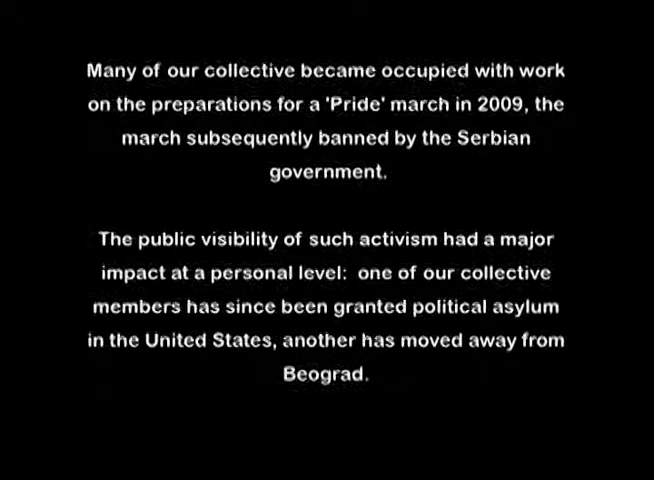 Many of our collective became occupied with work
on the preparations for a 'Pride' march in 2009, the
march subsequently banned by the Serbian
government.
The public visibility of such activism had a major
impact at a personal level:  one of our collective
members has since been granted political asylum
in the United States, another has moved away from
Beograd.